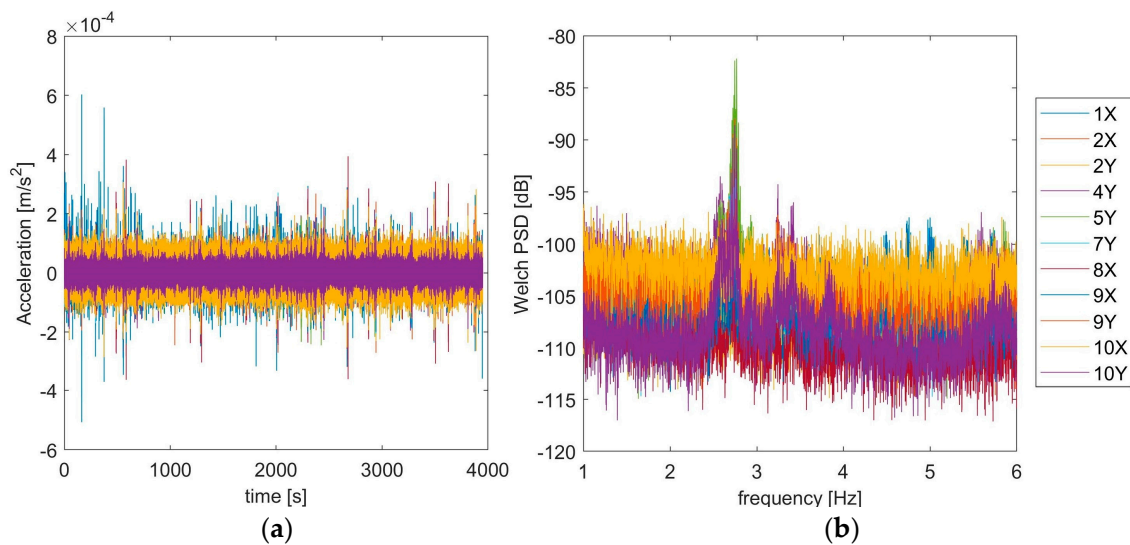 ×10⁻⁴
8
6
4
2
0
-2
-4
-6
0 1000 2000 3000 4000
Acceleration [m/s²]
time [s]
(a)
-80
-85
-90
-95
-100
-105
-110
-115
-120
1 2 3 4 5 6
Welch PSD [dB]
frequency [Hz]
(b)
1X
2X
2Y
4Y
5Y
7Y
8X
9X
9Y
10X
10Y